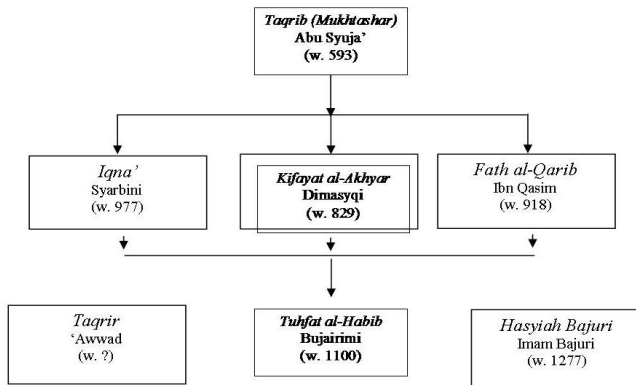 Taqrib (Mukhtashar)
Abu Syuja’
(w. 593)
Iqna’
Syarbini
(w. 977)
Kifayat al-Akhyar
Dimasyqi
(w. 829)
Fath al-Qarib
Ibn Qasim
(w. 918)
Taqrir
‘Awwad
(w. ?)
Tuhfat al-Habib
Bujairimi
(w. 1100)
Hasyiah Bajuri
Imam Bajuri
(w. 1277)